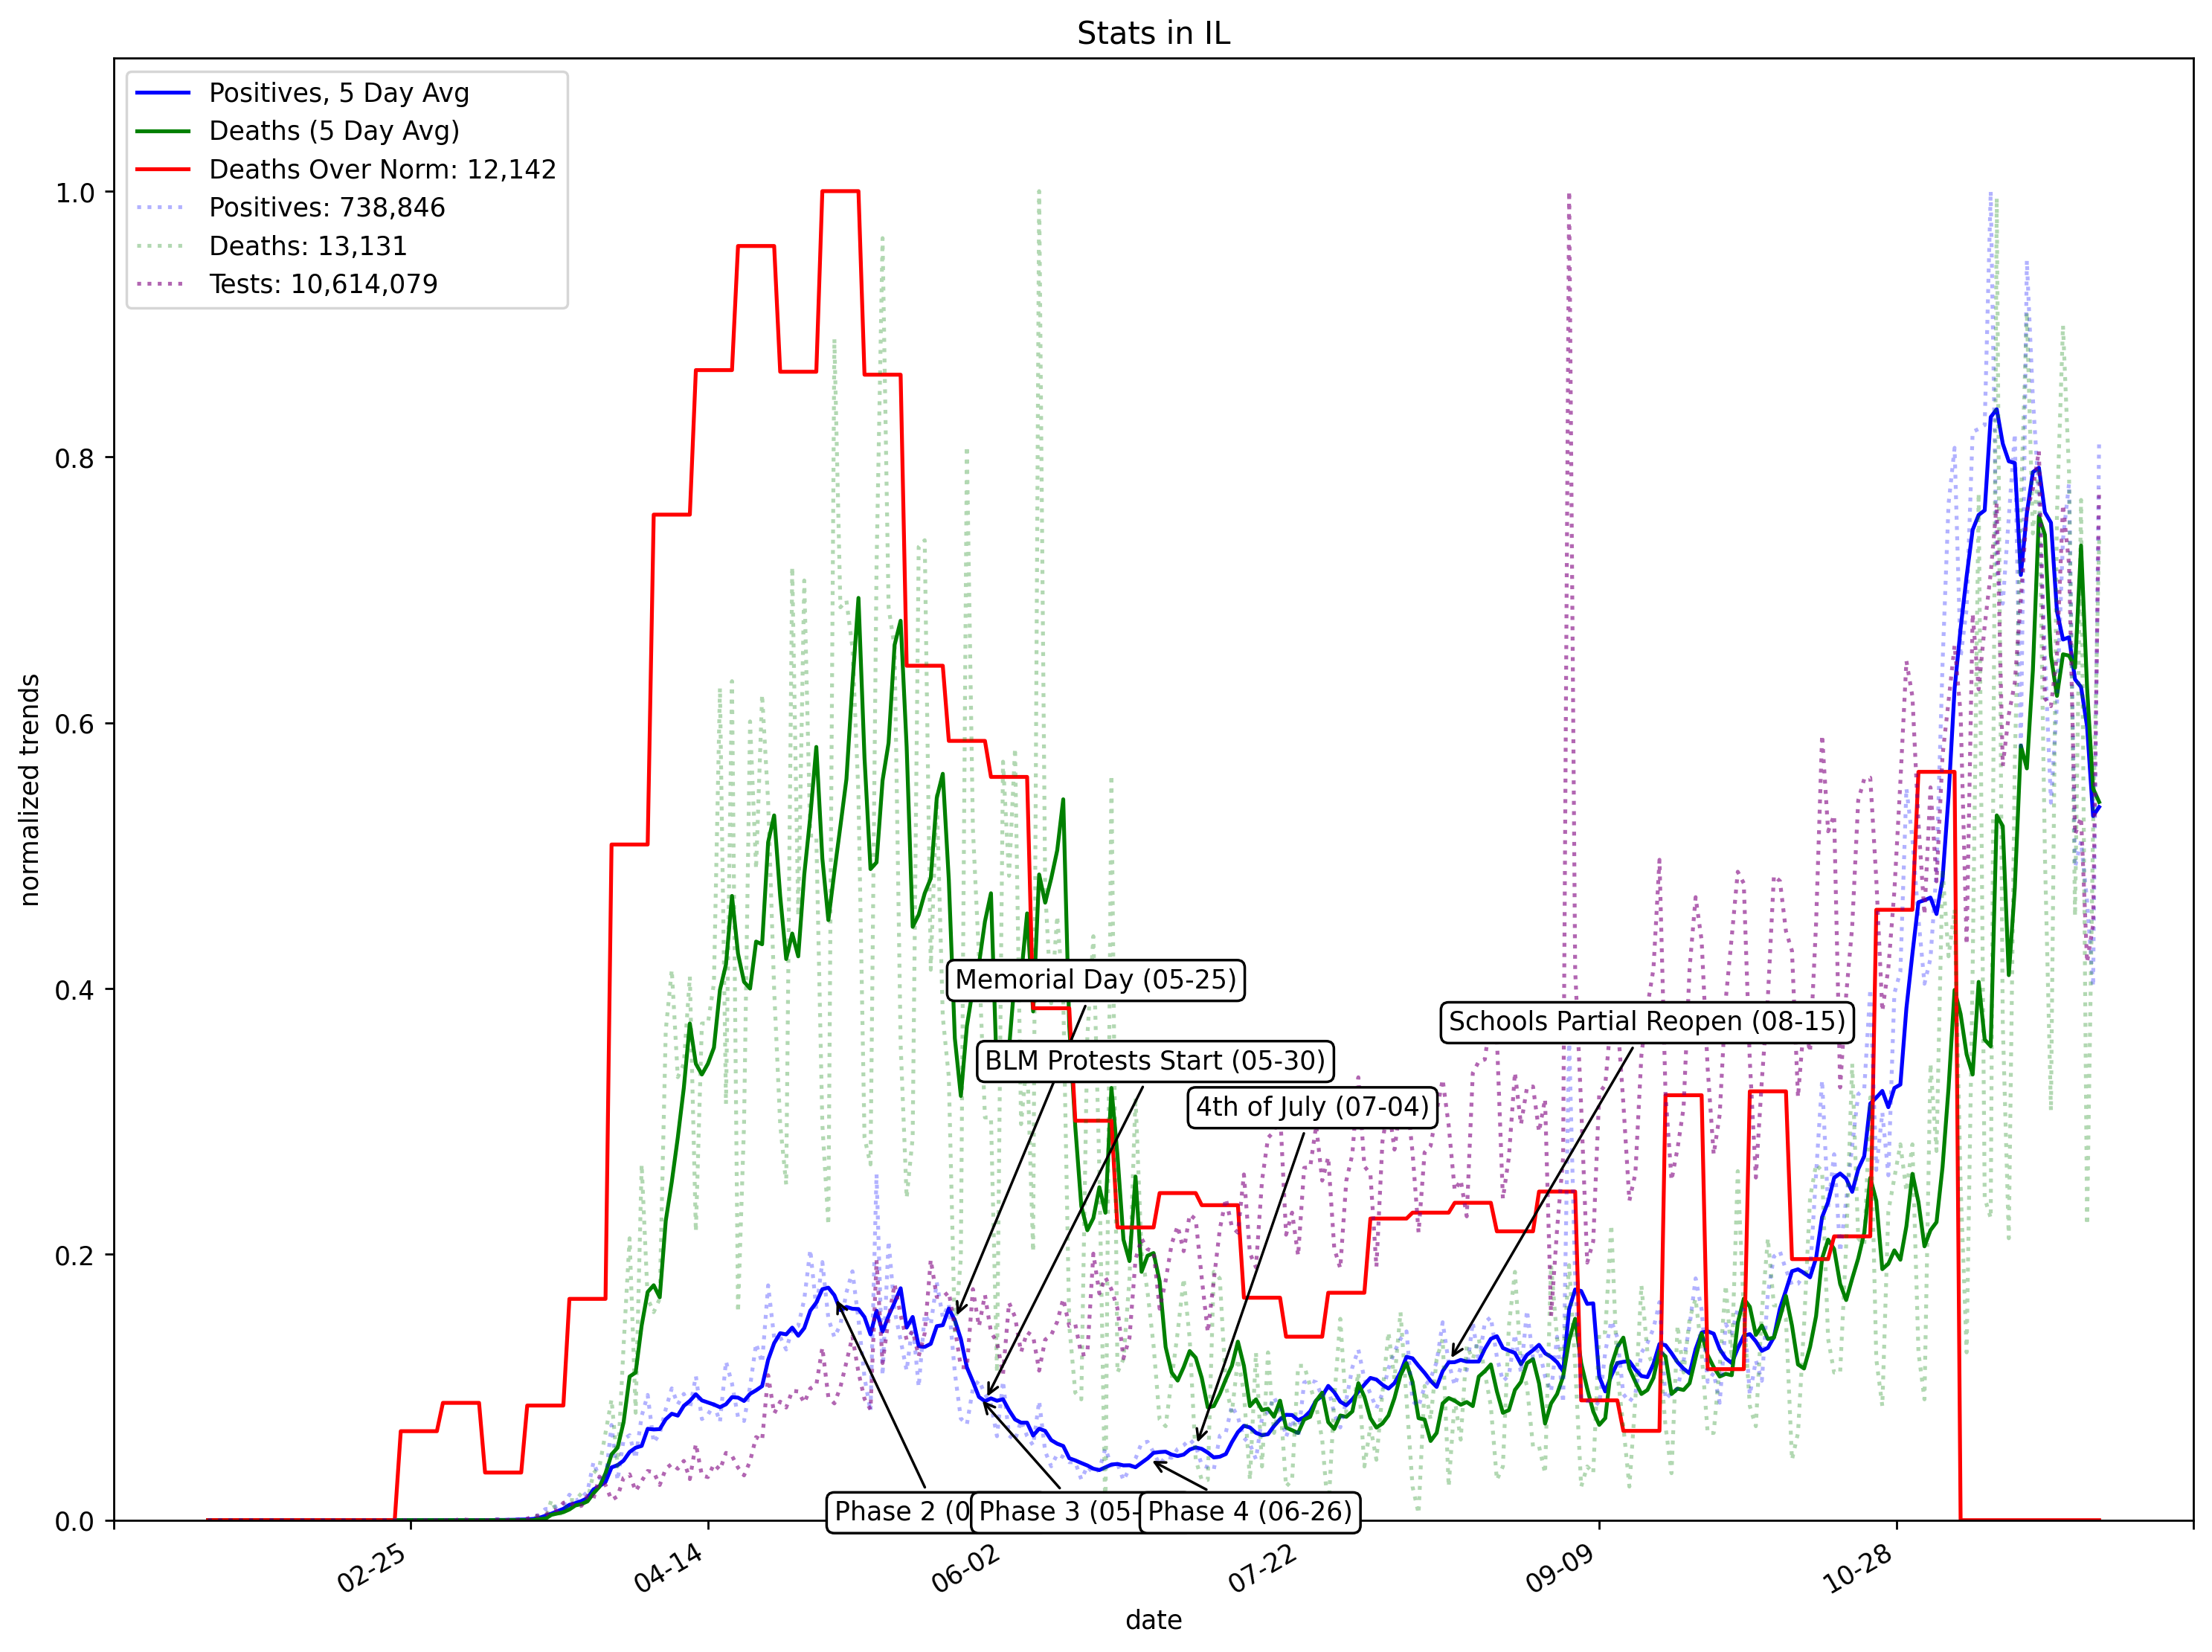 Stats in IL
Positives, 5 Day Avg
Deaths (5 Day Avg)
Deaths Over Norm: 12,142
Positives: 738,846
Deaths: 13,131
Tests: 10,614,079
normalized trends
1.0
0.8
0.6
0.4
0.2
0.0
Memorial Day (05-25)
Schools Partial Reopen (08-15)
BLM Protests Start (05-30)
4th of July (07-04)
Phase 2 (0
Phase 3 (05-
Phase 4 (06-26)
02-25
04-14
06-02
07-22
09-09
10-28
date